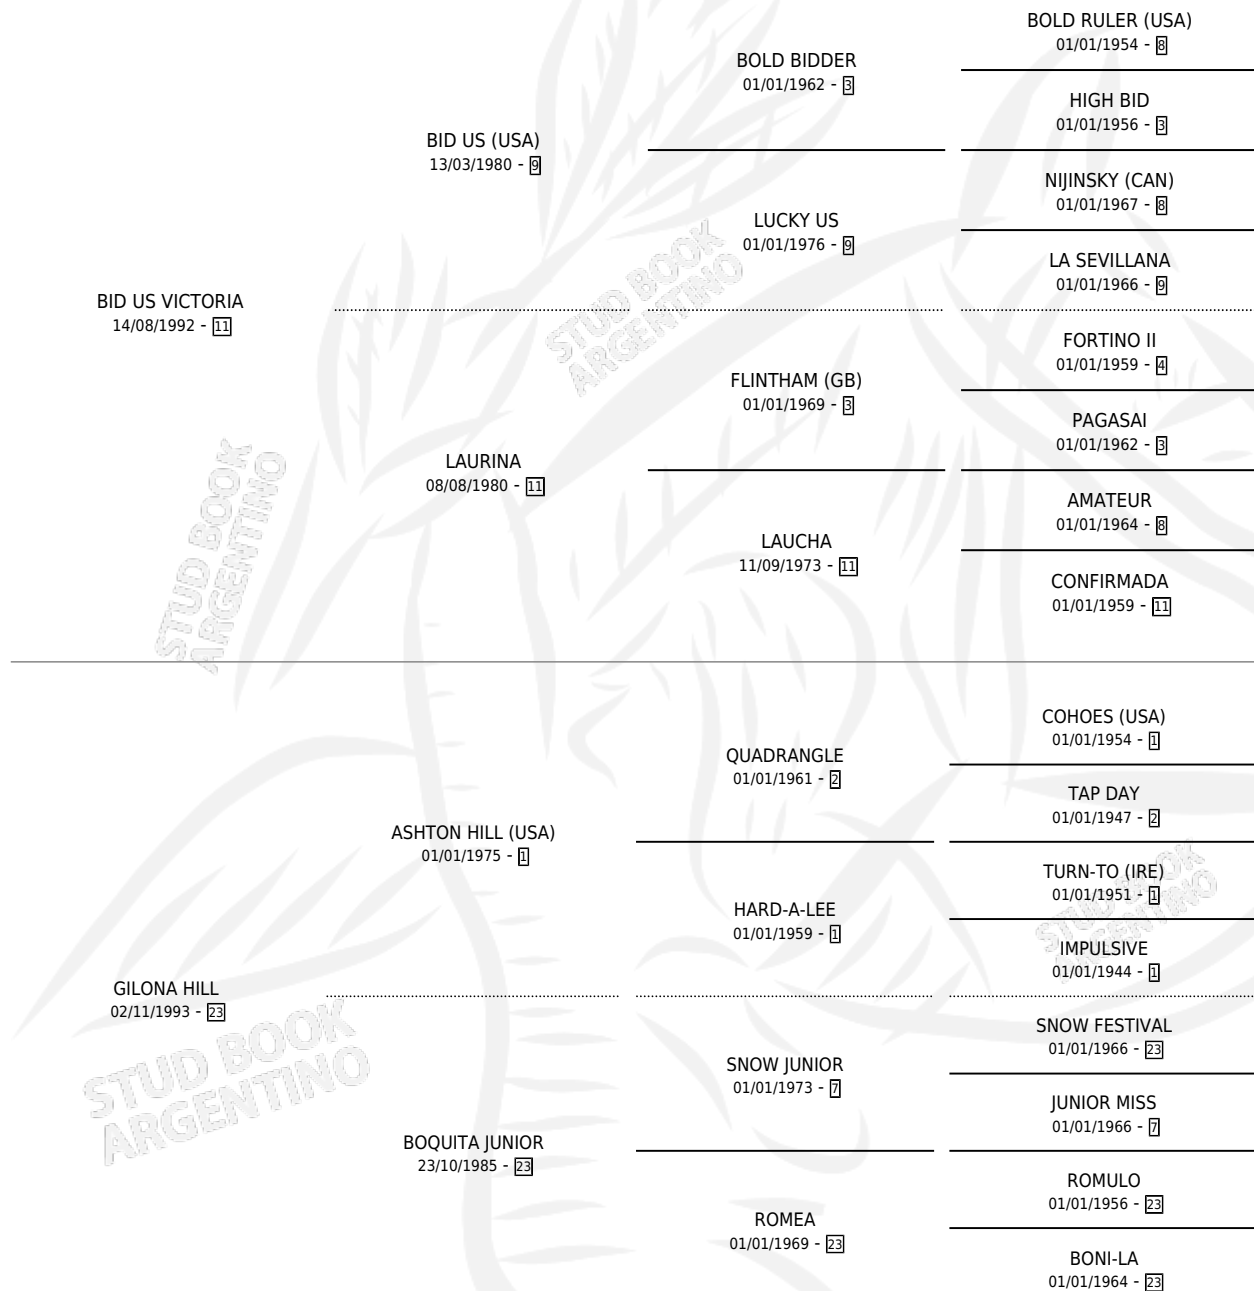 BOLD RULER (USA)
01/01/1954 - 8
BOLD BIDDER
01/01/1962 - 3
HIGH BID
01/01/1956 - 3
BID US (USA)
13/03/1980 - 9
NIJINSKY (CAN)
01/01/1967 - 8
LUCKY US
01/01/1976 - 9
LA SEVILLANA
01/01/1966 - 9
BID US VICTORIA
14/08/1992 - 11
FORTINO II
01/01/1959 - 4
FLINTHAM (GB)
01/01/1969 - 3
PAGASAI
01/01/1962 - 3
LAURINA
08/08/1980 - 11
AMATEUR
01/01/1964 - 8
LAUCHA
11/09/1973 - 11
CONFIRMADA
01/01/1959 - 11
COHOES (USA)
01/01/1954 - 1
QUADRANGLE
01/01/1961 - 2
TAP DAY
01/01/1947 - 2
ASHTON HILL (USA)
01/01/1975 - 1
TURN-TO (IRE)
01/01/1951 - 1
HARD-A-LEE
01/01/1959 - 1
IMPULSIVE
01/01/1944 - 1
GILONA HILL
02/11/1993 - 23
SNOW FESTIVAL
01/01/1966 - 23
SNOW JUNIOR
01/01/1973 - 7
JUNIOR MISS
01/01/1966 - 7
BOQUITA JUNIOR
23/10/1985 - 23
ROMULO
01/01/1956 - 23
ROMEA
01/01/1969 - 23
BONI-LA
01/01/1964 - 23
STUD BOOK
ARGENTINO
STUD BOOK
ARGENTINO
STUD BOOK
ARGENTINO
STUD BOOK
ARGENTINO